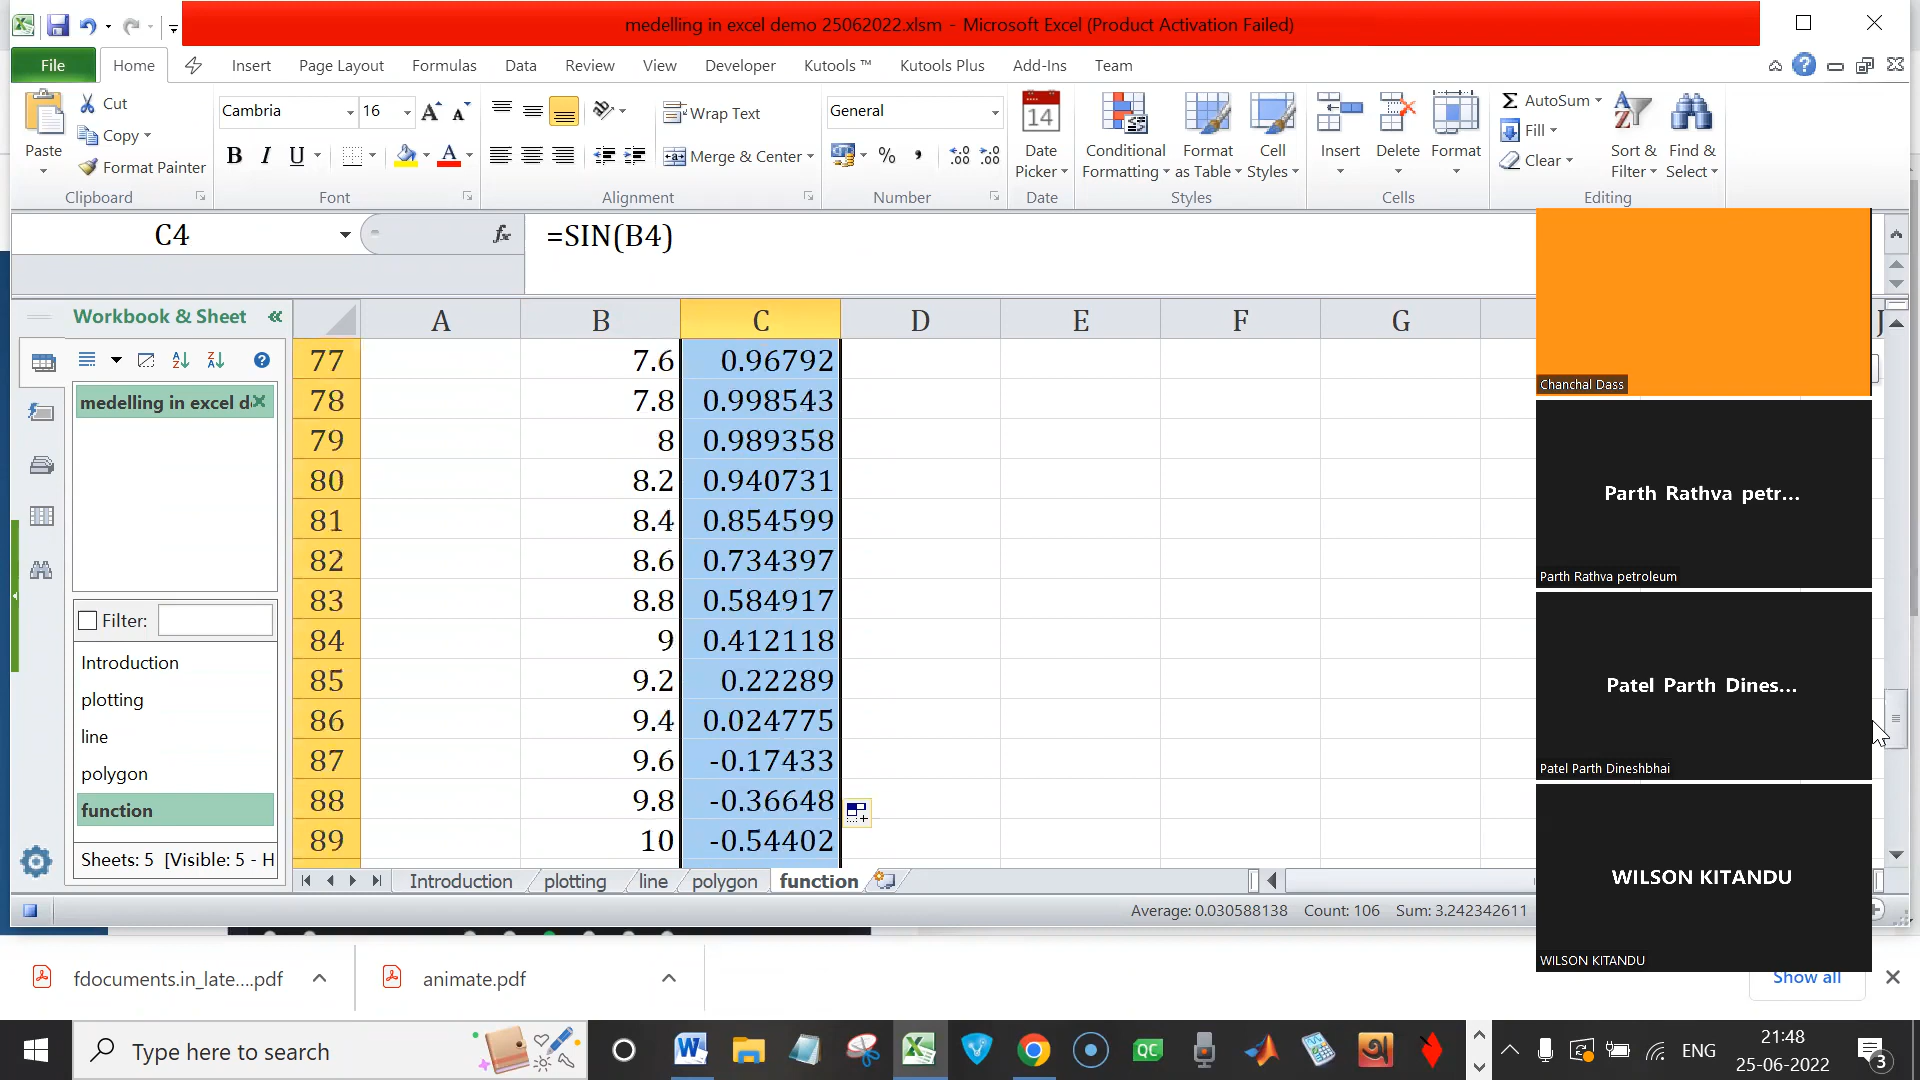 medelling in excel demo 25062022.xlsm - Microsoft Excel (Product Activation Failed)
File Home Insert Page Layout Formulas Data Review View Developer Kutools ™ Kutools Plus Add-Ins Team
Paste
Cut
Copy
Format Painter
Clipboard
Cambria 16
B I U
Font
Wrap Text
Merge & Center
Alignment
General
%
Number
14
Date Picker
Date
Conditional Formatting
Format as Table
Cell Styles
Styles
Insert
Delete
Format
Cells
Σ AutoSum
Fill
Clear
Sort & Filter
Find & Select
Editing
C4
fx
=SIN(B4)
Workbook & Sheet
medelling in excel d
Filter:
Introduction
plotting
line
polygon
function
Sheets: 5 [Visible: 5 - H
A B C D E F G
77 7.6 0.96792
78 7.8 0.998543
79 8 0.989358
80 8.2 0.940731
81 8.4 0.854599
82 8.6 0.734397
83 8.8 0.584917
84 9 0.412118
85 9.2 0.22289
86 9.4 0.024775
87 9.6 -0.17433
88 9.8 -0.36648
89 10 -0.54402
Introduction plotting line polygon function
Average: 0.030588138 Count: 106 Sum: 3.242342611
Chanchal Dass
Parth Rathva petr...
Parth Rathva petroleum
Patel Parth Dines...
Patel Parth Dineshbhai
WILSON KITANDU
WILSON KITANDU
fdocuments.in_late....pdf
animate.pdf
Show all
Type here to search
QC
ENG
21:48
25-06-2022
3